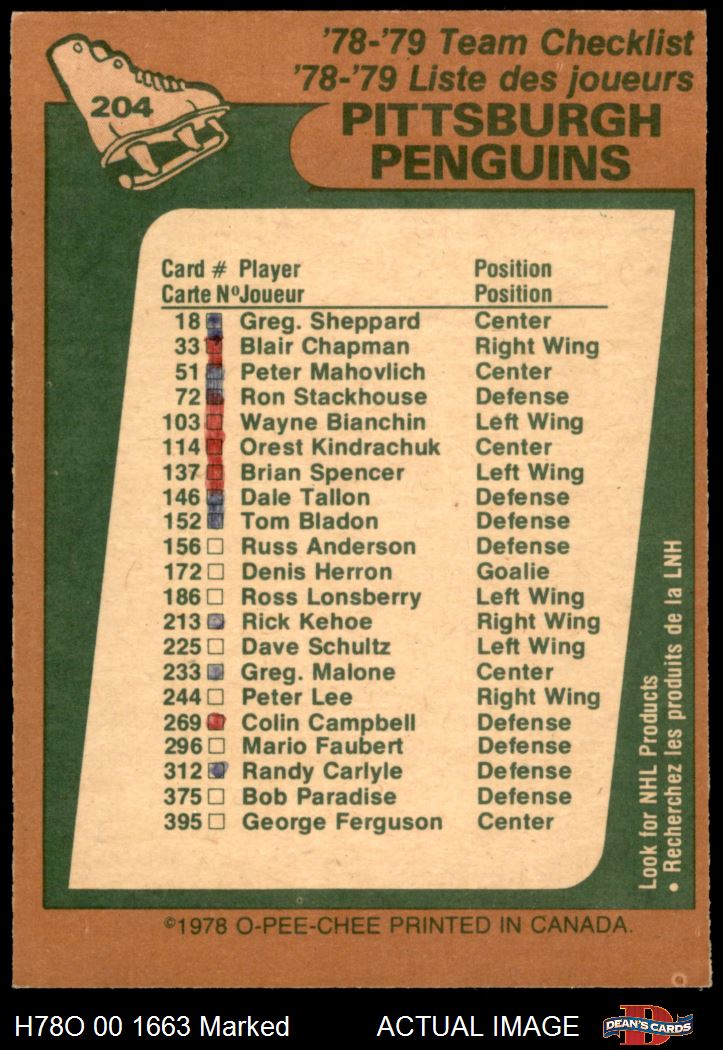 '78-'79 Team Checklist
'78-'79 Liste des joueurs
204
PITTSBURGH
PENGUINS
Card # Player Position
Carte Nº Joueur Position
18 Greg. Sheppard Center
33 Blair Chapman Right Wing
51 Peter Mahovlich Center
72 Ron Stackhouse Defense
103 Wayne Bianchin Left Wing
114 Orest Kindrachuk Center
137 Brian Spencer Left Wing
146 Dale Tallon Defense
152 Tom Bladon Defense
156 Russ Anderson Defense
172 Denis Herron Goalie
186 Ross Lonsberry Left Wing
213 Rick Kehoe Right Wing
225 Dave Schultz Left Wing
233 Greg. Malone Center
244 Peter Lee Right Wing
269 Colin Campbell Defense
296 Mario Faubert Defense
312 Randy Carlyle Defense
375 Bob Paradise Defense
395 George Ferguson Center
Look for NHL Products
• Recherchez les produits de la LNH
©1978 O-PEE-CHEE PRINTED IN CANADA.
H78O 00 1663 Marked ACTUAL IMAGE
D
DEAN'S CARDS